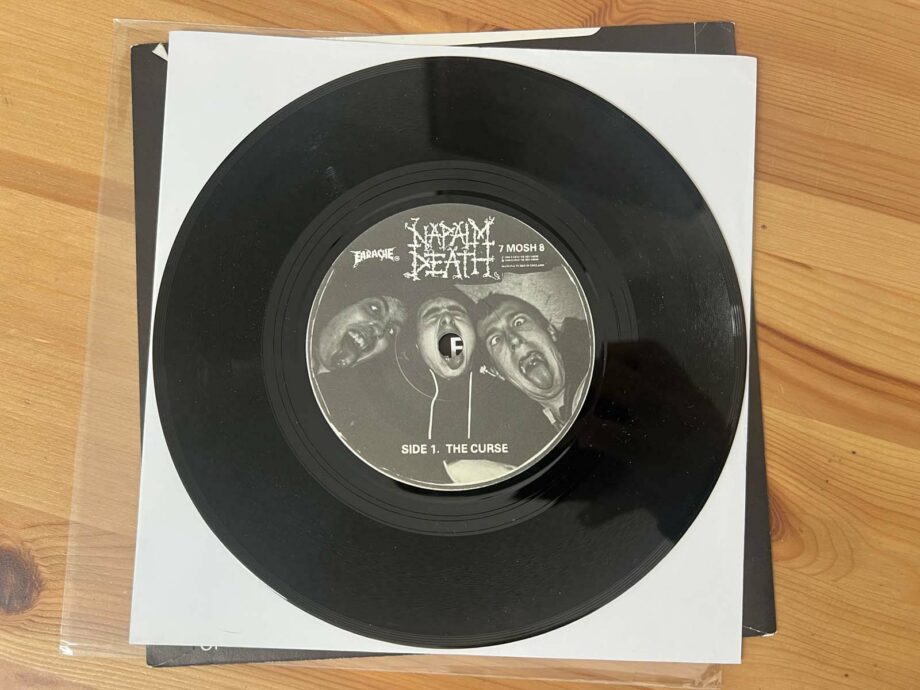 NAPALM
DEATH
EARACHE
7 MOSH 8
SIDE 1. THE CURSE